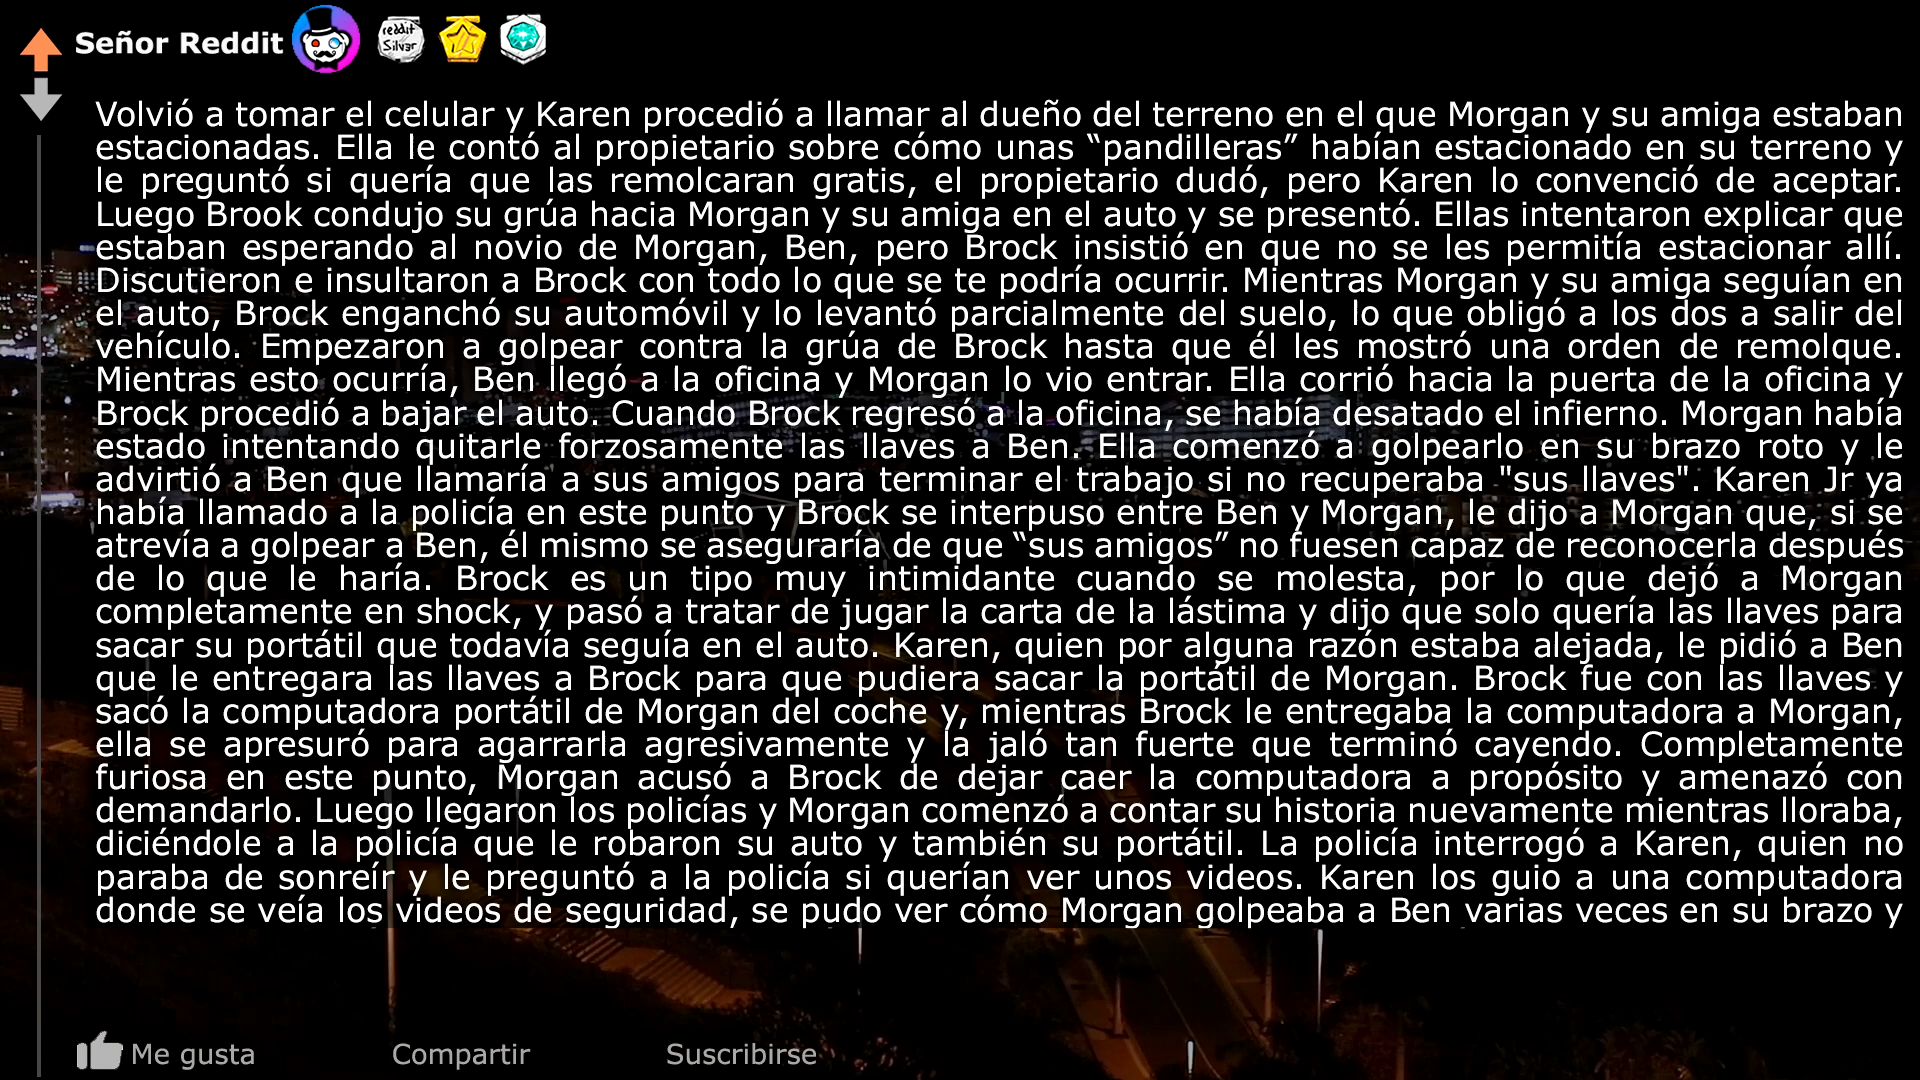 Señor Reddit
reddit
Silv3r
Volvió a tomar el celular y Karen procedió a llamar al dueño del terreno en el que Morgan y su amiga estaban
estacionadas. Ella le contó al propietario sobre cómo unas “pandilleras” habían estacionado en su terreno y
le preguntó si quería que las remolcaran gratis, el propietario dudó, pero Karen lo convenció de aceptar.
Luego Brook condujo su grúa hacia Morgan y su amiga en el auto y se presentó. Ellas intentaron explicar que
estaban esperando al novio de Morgan, Ben, pero Brock insistió en que no se les permitía estacionar allí.
Discutieron e insultaron a Brock con todo lo que se te podría ocurrir. Mientras Morgan y su amiga seguían en
el auto, Brock enganchó su automóvil y lo levantó parcialmente del suelo, lo que obligó a los dos a salir del
vehículo. Empezaron a golpear contra la grúa de Brock hasta que él les mostró una orden de remolque.
Mientras esto ocurría, Ben llegó a la oficina y Morgan lo vio entrar. Ella corrió hacia la puerta de la oficina y
Brock procedió a bajar el auto. Cuando Brock regresó a la oficina, se había desatado el infierno. Morgan había
estado intentando quitarle forzosamente las llaves a Ben. Ella comenzó a golpearlo en su brazo roto y le
advirtió a Ben que llamaría a sus amigos para terminar el trabajo si no recuperaba "sus llaves". Karen Jr ya
había llamado a la policía en este punto y Brock se interpuso entre Ben y Morgan, le dijo a Morgan que, si se
atrevía a golpear a Ben, él mismo se aseguraría de que “sus amigos” no fuesen capaz de reconocerla después
de lo que le haría. Brock es un tipo muy intimidante cuando se molesta, por lo que dejó a Morgan
completamente en shock, y pasó a tratar de jugar la carta de la lástima y dijo que solo quería las llaves para
sacar su portátil que todavía seguía en el auto. Karen, quien por alguna razón estaba alejada, le pidió a Ben
que le entregara las llaves a Brock para que pudiera sacar la portátil de Morgan. Brock fue con las llaves y
sacó la computadora portátil de Morgan del coche y, mientras Brock le entregaba la computadora a Morgan,
ella se apresuró para agarrarla agresivamente y la jaló tan fuerte que terminó cayendo. Completamente
furiosa en este punto, Morgan acusó a Brock de dejar caer la computadora a propósito y amenazó con
demandarlo. Luego llegaron los policías y Morgan comenzó a contar su historia nuevamente mientras lloraba,
diciéndole a la policía que le robaron su auto y también su portátil. La policía interrogó a Karen, quien no
paraba de sonreír y le preguntó a la policía si querían ver unos videos. Karen los guio a una computadora
donde se veía los videos de seguridad, se pudo ver cómo Morgan golpeaba a Ben varias veces en su brazo y
Me gusta
Compartir
Suscribirse